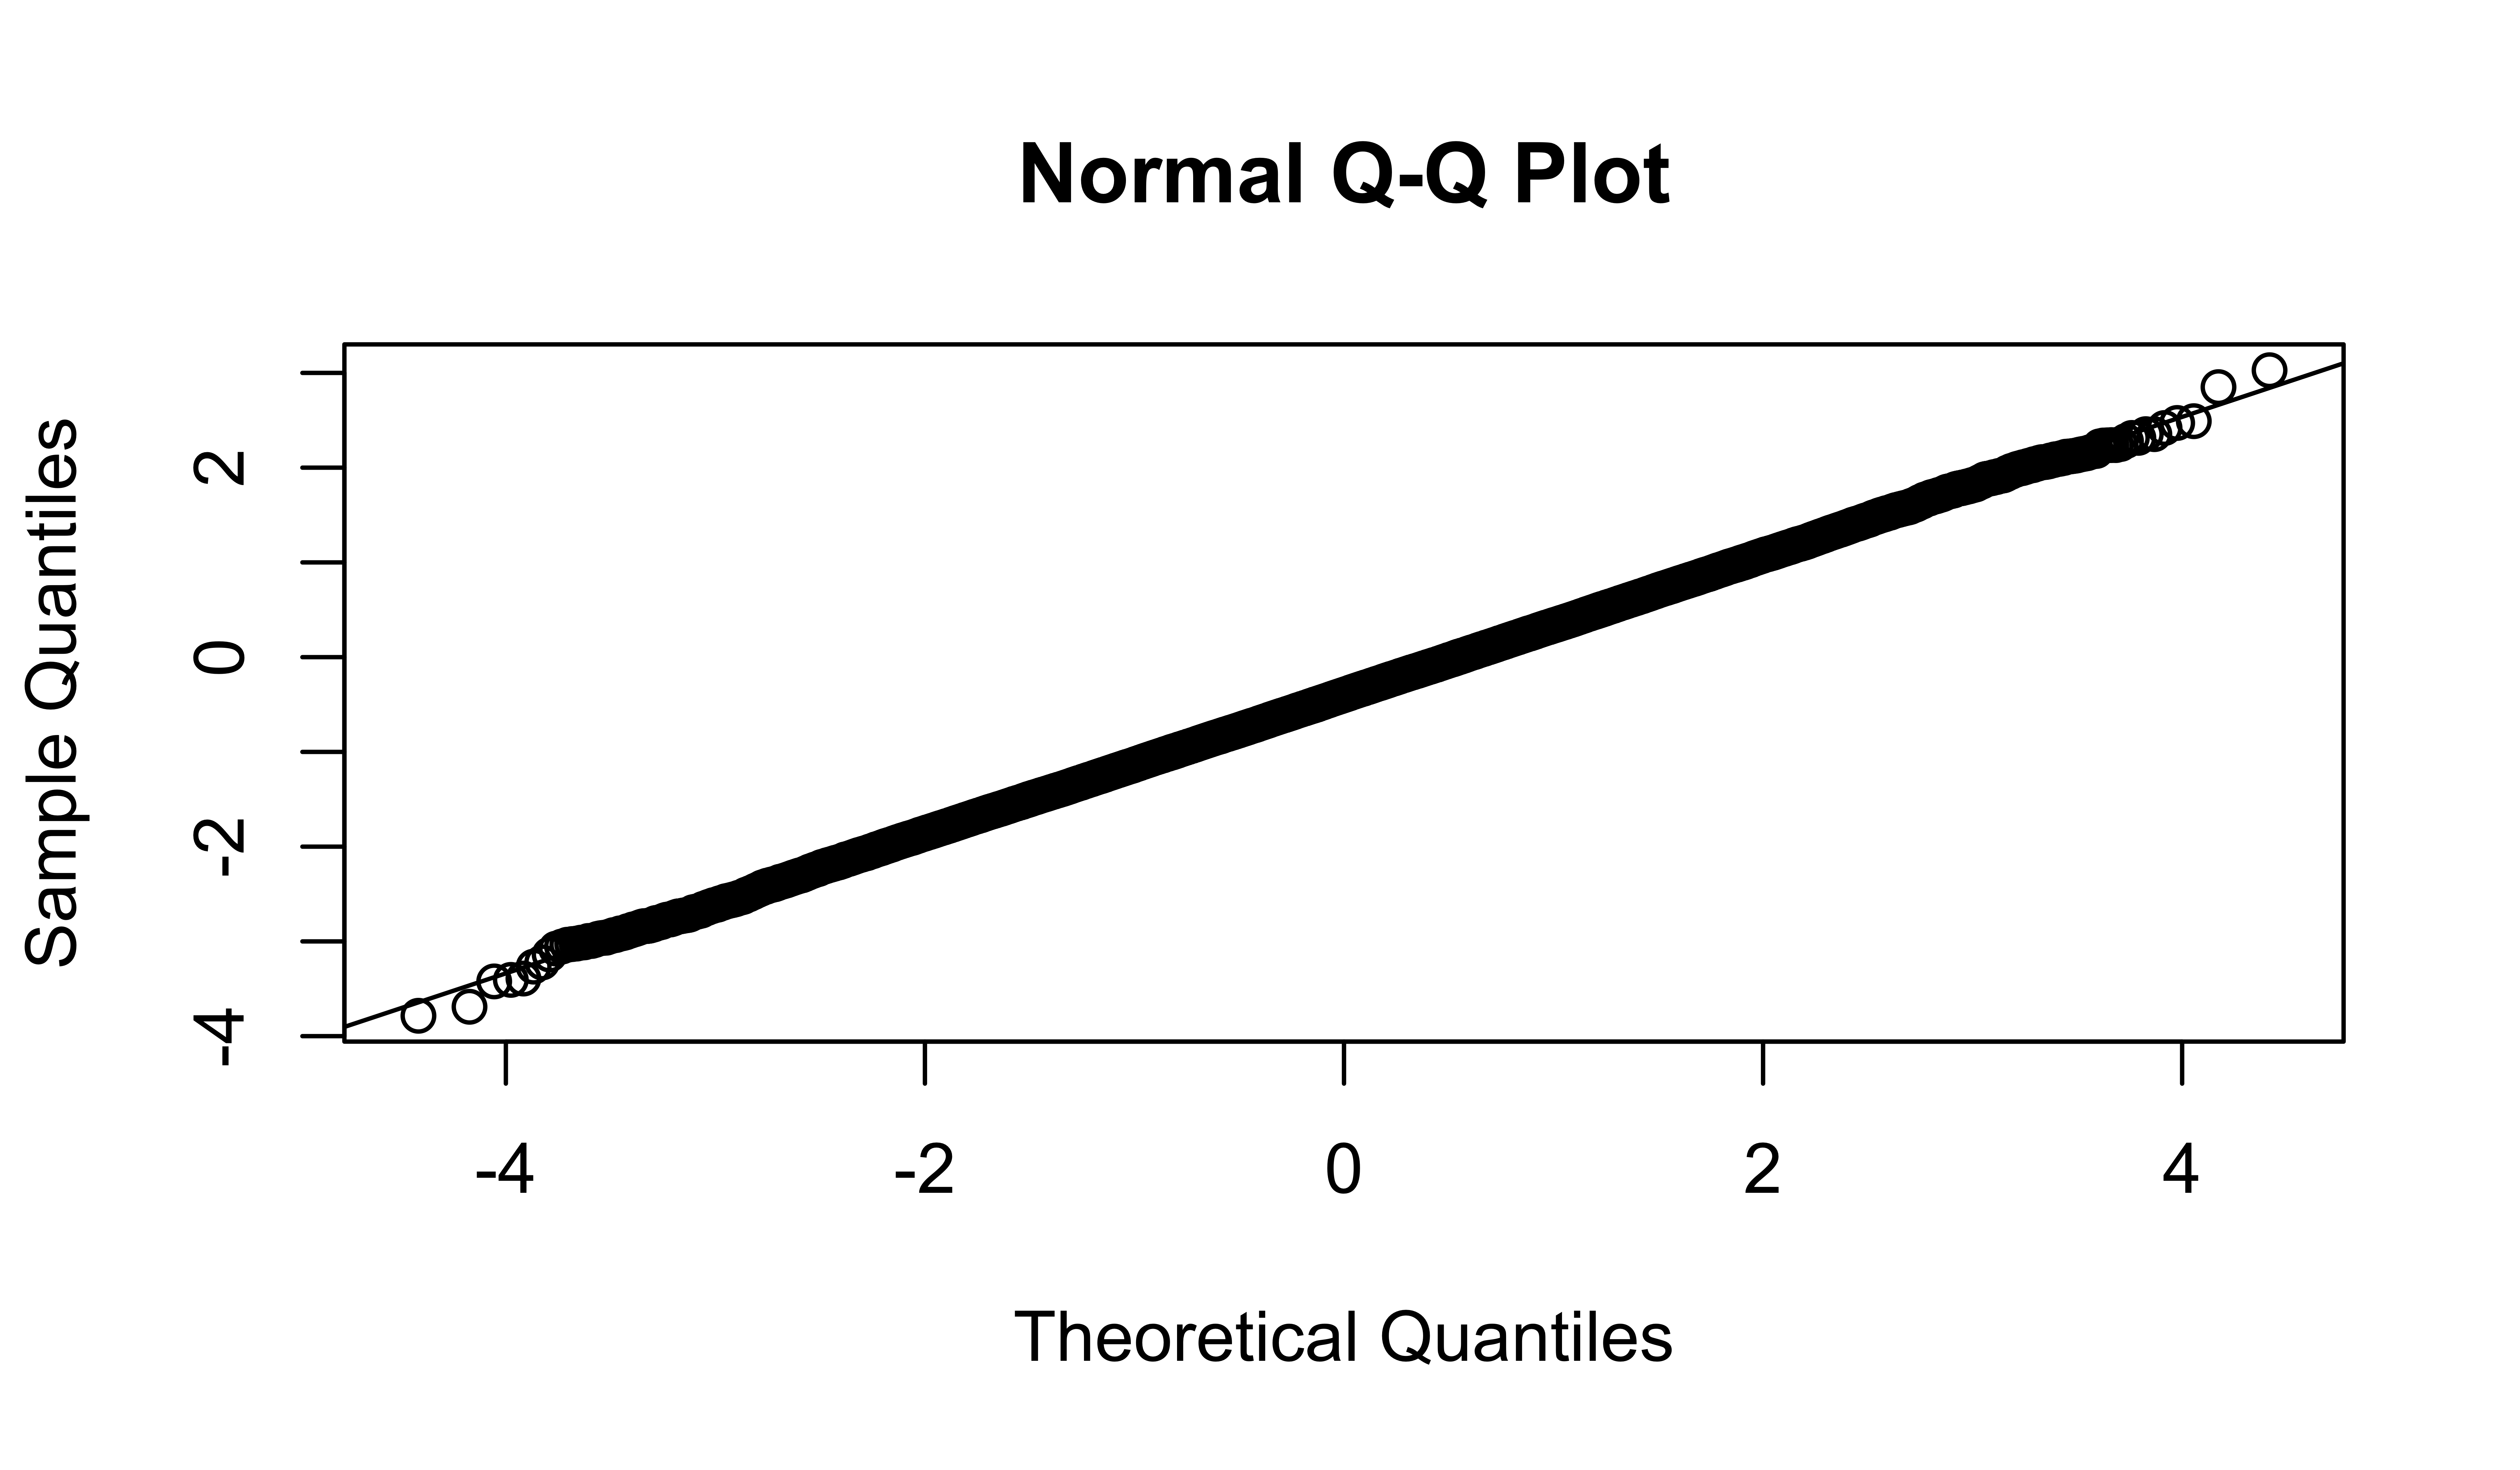 Normal Q-Q Plot
Sample Quantiles
2
0
-2
-4
-4 -2 0 2 4
Theoretical Quantiles